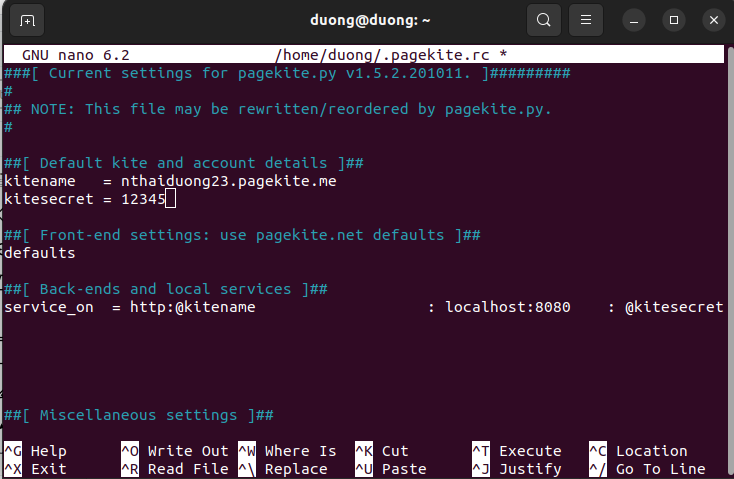 duong@duong: ~
GNU nano 6.2 /home/duong/.pagekite.rc *
###[ Current settings for pagekite.py v1.5.2.201011. ]#########
#
## NOTE: This file may be rewritten/reordered by pagekite.py.
#
##[ Default kite and account details ]##
kitename = nthaiduong23.pagekite.me
kitesecret = 12345
##[ Front-end settings: use pagekite.net defaults ]##
defaults
##[ Back-ends and local services ]##
service_on = http:@kitename : localhost:8080 : @kitesecret
##[ Miscellaneous settings ]##
^G Help ^O Write Out ^W Where Is ^K Cut ^T Execute ^C Location
^X Exit ^R Read File ^\ Replace ^U Paste ^J Justify ^/ Go To Line